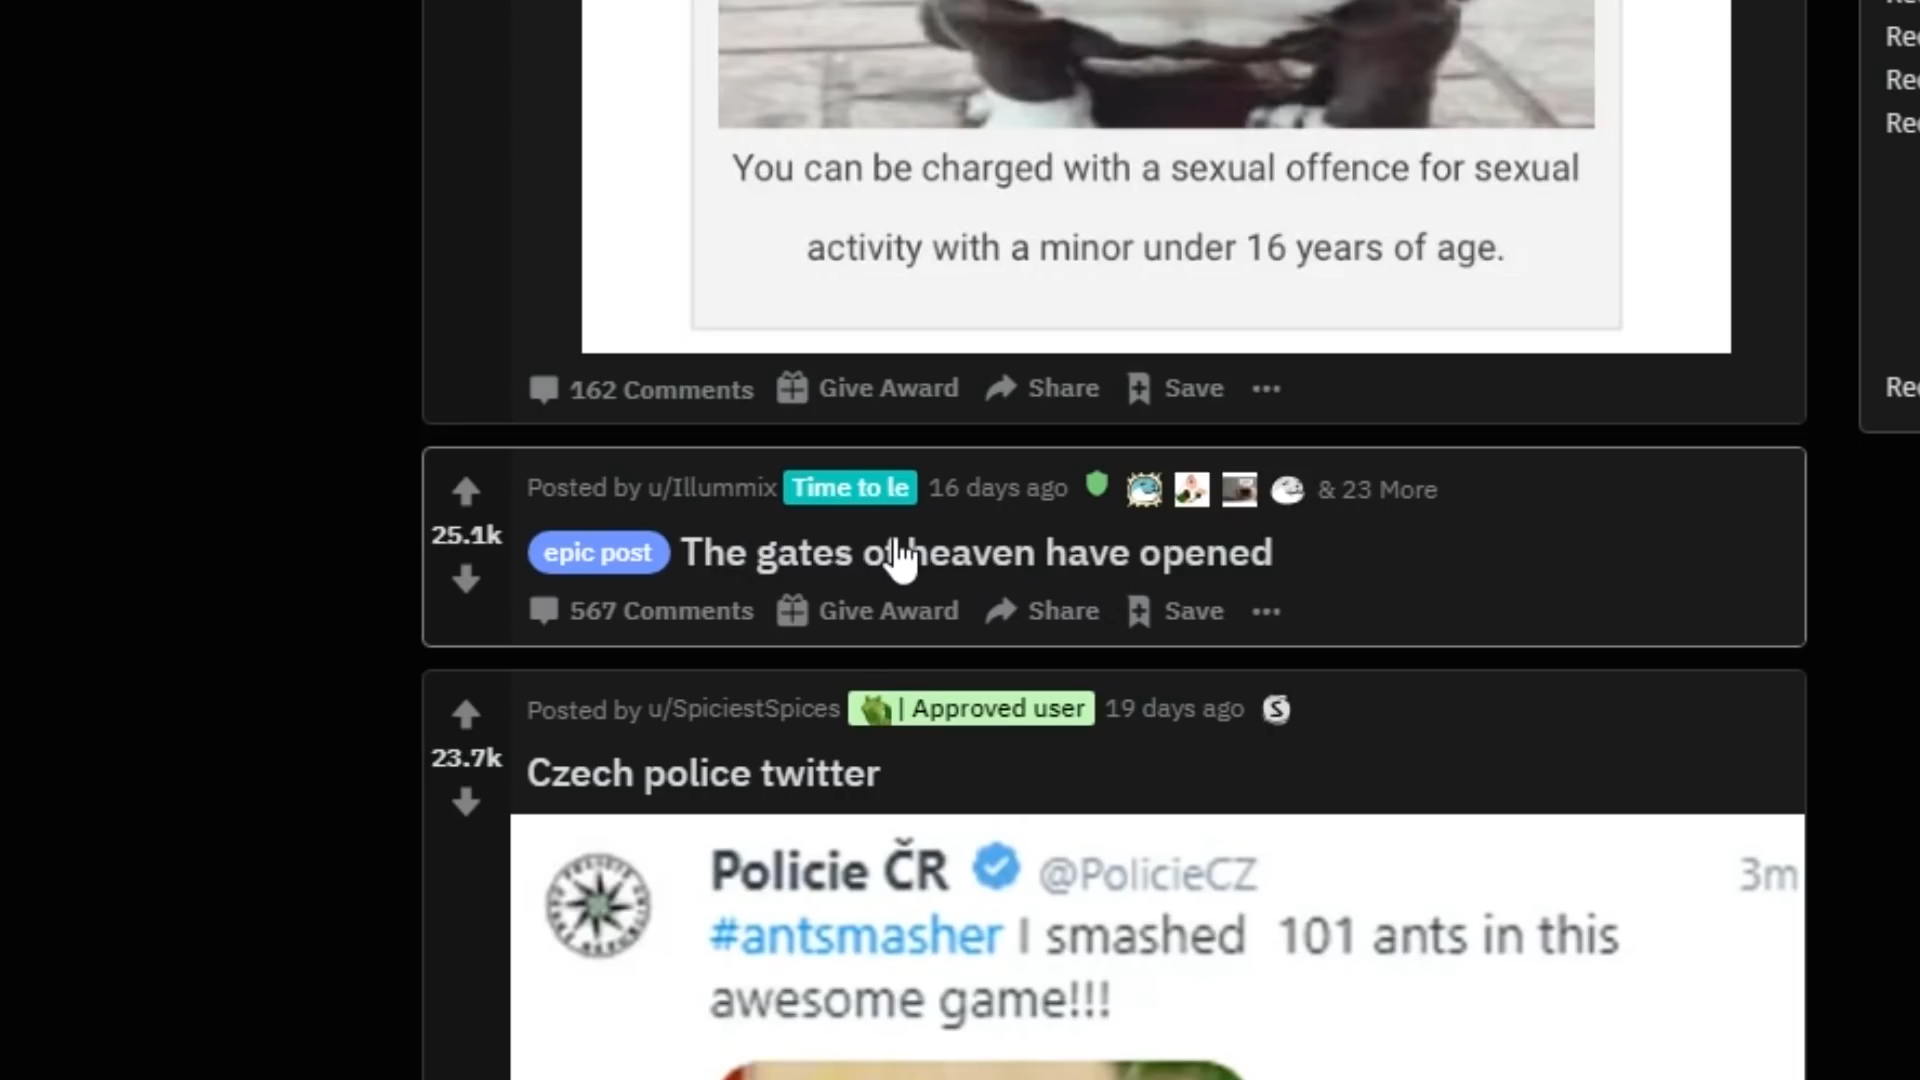 You can be charged with a sexual offence for sexual
activity with a minor under 16 years of age.
162 Comments Give Award Share Save
Posted by u/Illummix Time to le 16 days ago & 23 More
25.1k
epic post The gates of heaven have opened
567 Comments Give Award Share Save
Posted by u/SpiciestSpices | Approved user 19 days ago
23.7k
Czech police twitter
Policie ČR @PolicieCZ 3m
#antsmasher I smashed 101 ants in this
awesome game!!!